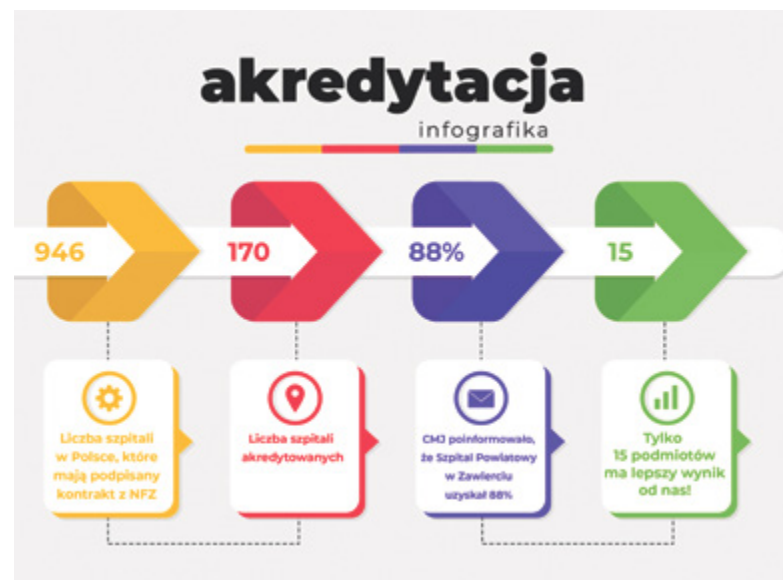 akredytacja
infografika
946
170
88%
15
Liczba szpitali
w Polsce, które
mają podpisany
kontrakt z NFZ
Liczba szpitali
akredytowanych
CMJ poinformowało,
że Szpital Powiatowy
w Zawierciu
uzyskał 88%
Tylko
15 podmiotów
ma lepszy wynik
od nas!